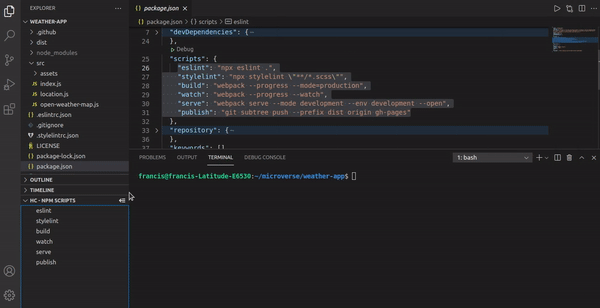 EXPLORER
WEATHER-APP
.github
dist
node_modules
src
assets
index.js
location.js
open-weather-map.js
.eslintrc.json
.gitignore
.stylelintrc.json
LICENSE
package-lock.json
package.json
OUTLINE
TIMELINE
HC - NPM SCRIPTS
eslint
stylelint
build
watch
serve
publish
package.json
package.json > scripts > eslint
7 "devDependencies": {
24 },
Debug
25 "scripts": {
26 "eslint": "npx eslint .",
27 "stylelint": "npx stylelint \"**/*.scss\"",
28 "build": "webpack --progress --mode=production",
29 "watch": "webpack --progress --watch",
30 "serve": "webpack serve --mode development --env development --open",
31 "publish": "git subtree push --prefix dist origin gh-pages"
32 },
33 "repository": {
36 },
37 "keywords": [],
PROBLEMS OUTPUT TERMINAL DEBUG CONSOLE
1: bash
francis@francis-Latitude-E6530:~/microverse/weather-app$